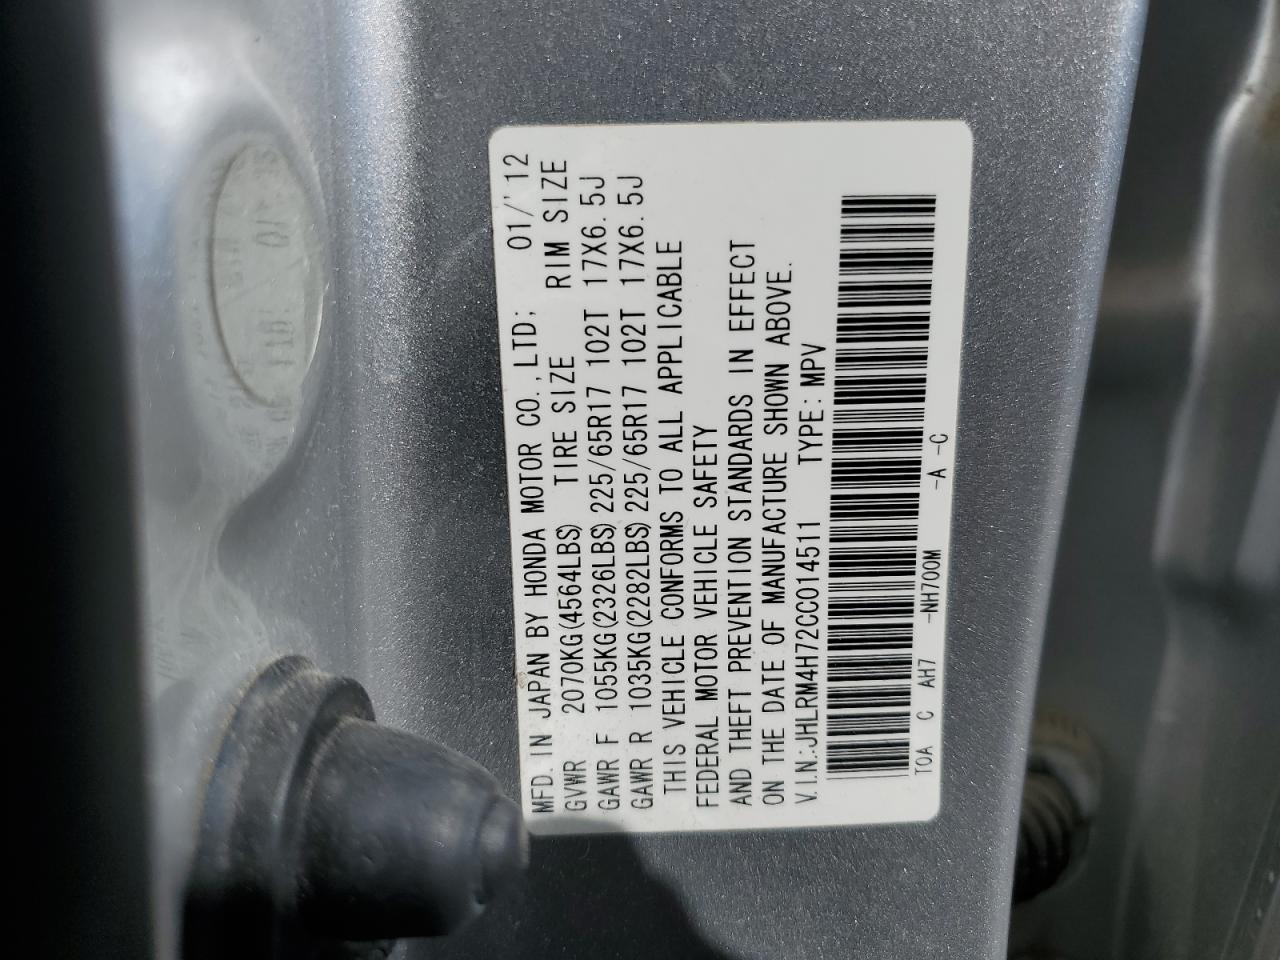 MFD. IN JAPAN BY HONDA MOTOR CO., LTD; 01/'12
GVWR 2070KG(4564LBS) TIRE SIZE RIM SIZE
GAWR F 1055KG(2326LBS)225/65R17 102T 17X6.5J
GAWR R 1035KG(2282LBS)225/65R17 102T 17X6.5J
THIS VEHICLE CONFORMS TO ALL APPLICABLE
FEDERAL MOTOR VEHICLE SAFETY
AND THEFT PREVENTION STANDARDS IN EFFECT
ON THE DATE OF MANUFACTURE SHOWN ABOVE.
V.I.N.:JHLRM4H72CC014511 TYPE:MPV
TOA C AH7 -NH700M -A -C